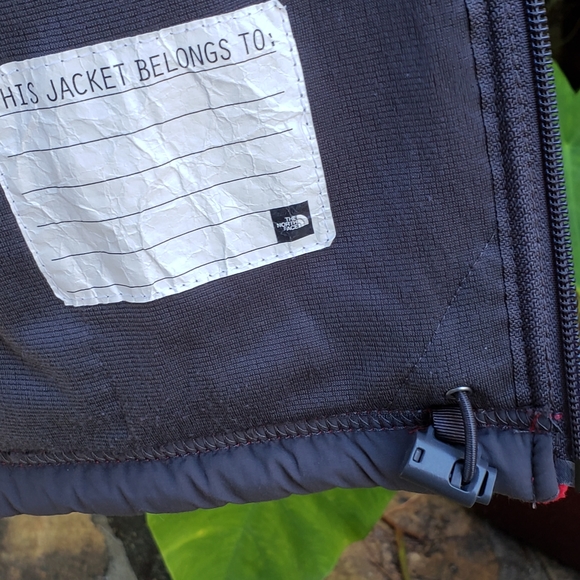 HIS JACKET BELONGS TO:
THE
NORTH
FACE